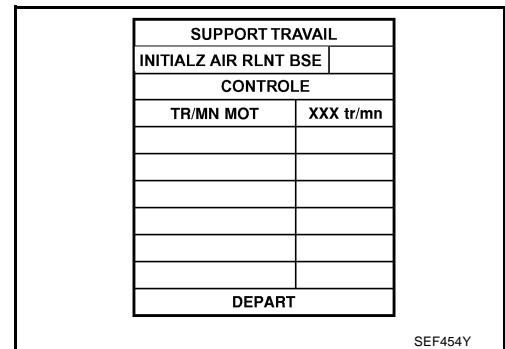 SUPPORT TRAVAIL
INITIALZ AIR RLNT BSE
CONTROLE
TR/MN MOT XXX tr/mn
DEPART
SEF454Y